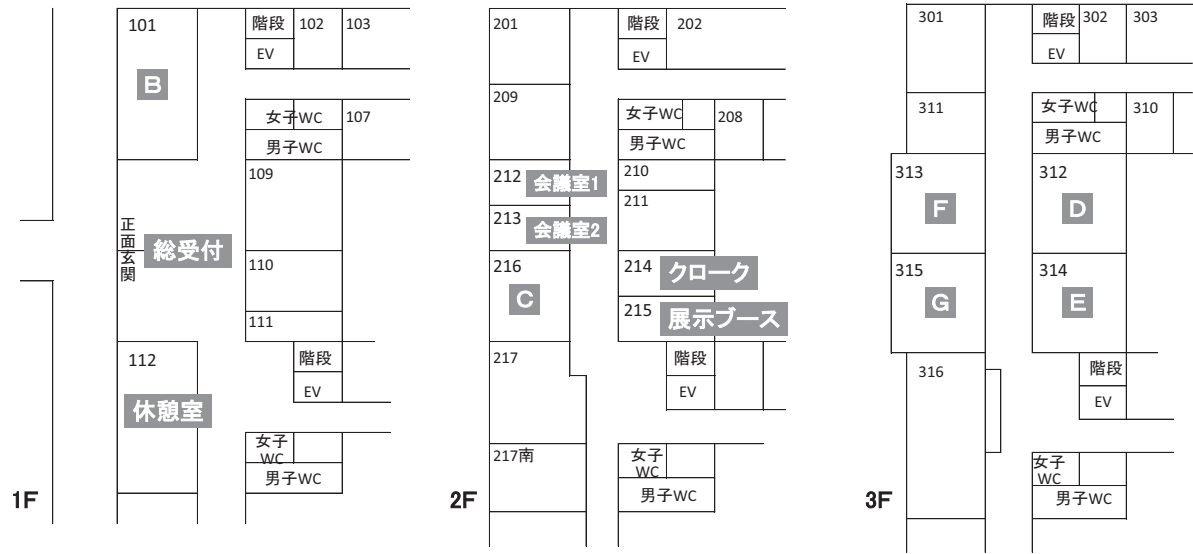 101
B
階段
102
103
EV
女子WC
107
男子WC
109
正面玄関
総受付
110
111
112
休憩室
階段
EV
女子
WC
男子WC
1F
201
階段
202
EV
209
女子WC
208
男子WC
212
会議室1
210
213
会議室2
211
216
C
214
クローク
215
展示ブース
217
階段
EV
217南
女子
WC
男子WC
2F
301
階段
302
303
EV
311
女子WC
310
男子WC
313
F
312
D
315
G
314
E
316
階段
EV
女子
WC
男子WC
3F